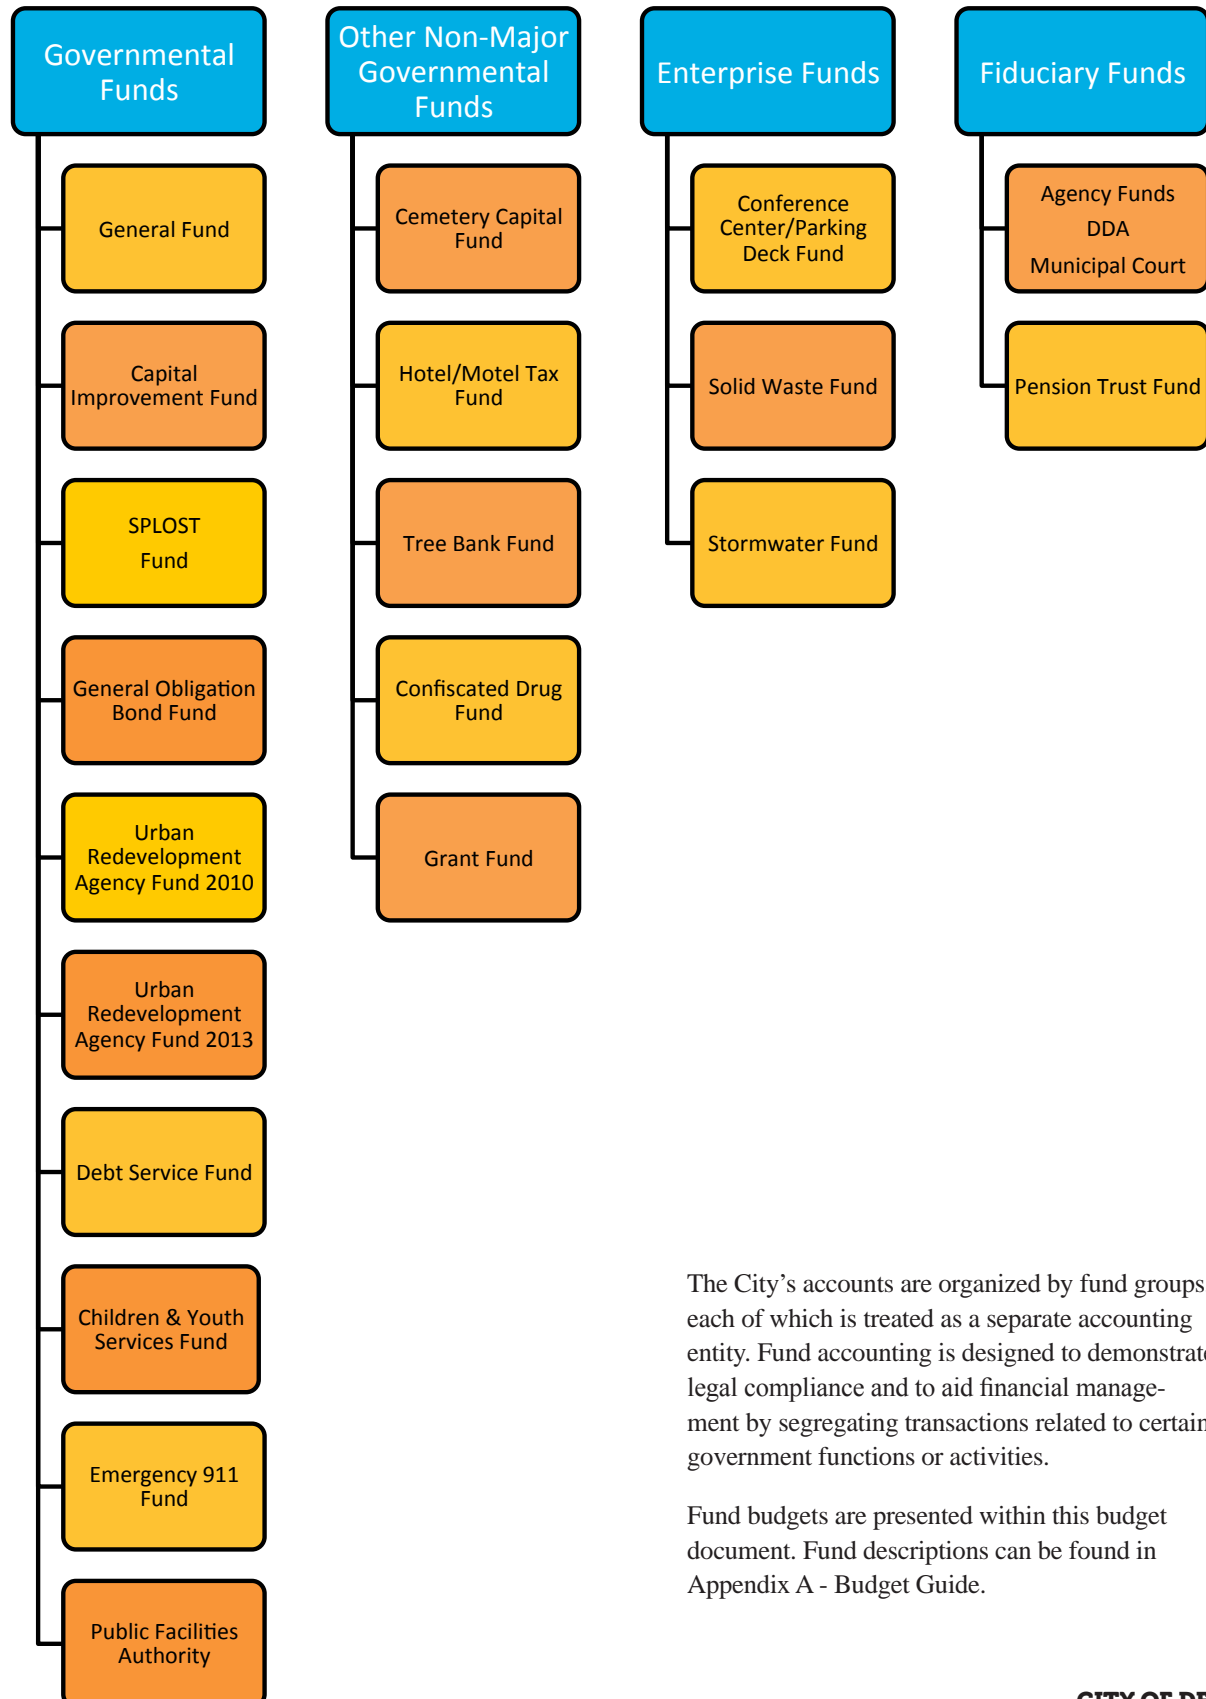 Governmental
Funds
General Fund
Capital
Improvement Fund
SPLOST
Fund
General Obligation
Bond Fund
Urban
Redevelopment
Agency Fund 2010
Urban
Redevelopment
Agency Fund 2013
Debt Service Fund
Children & Youth
Services Fund
Emergency 911
Fund
Public Facilities
Authority
Other Non-Major
Governmental
Funds
Cemetery Capital
Fund
Hotel/Motel Tax
Fund
Tree Bank Fund
Confiscated Drug
Fund
Grant Fund
Enterprise Funds
Conference
Center/Parking
Deck Fund
Solid Waste Fund
Stormwater Fund
Fiduciary Funds
Agency Funds
DDA
Municipal Court
Pension Trust Fund
The City’s accounts are organized by fund groups
each of which is treated as a separate accounting
entity. Fund accounting is designed to demonstrate
legal compliance and to aid financial manage-
ment by segregating transactions related to certain
government functions or activities.
Fund budgets are presented within this budget
document. Fund descriptions can be found in
Appendix A - Budget Guide.
CITY OF